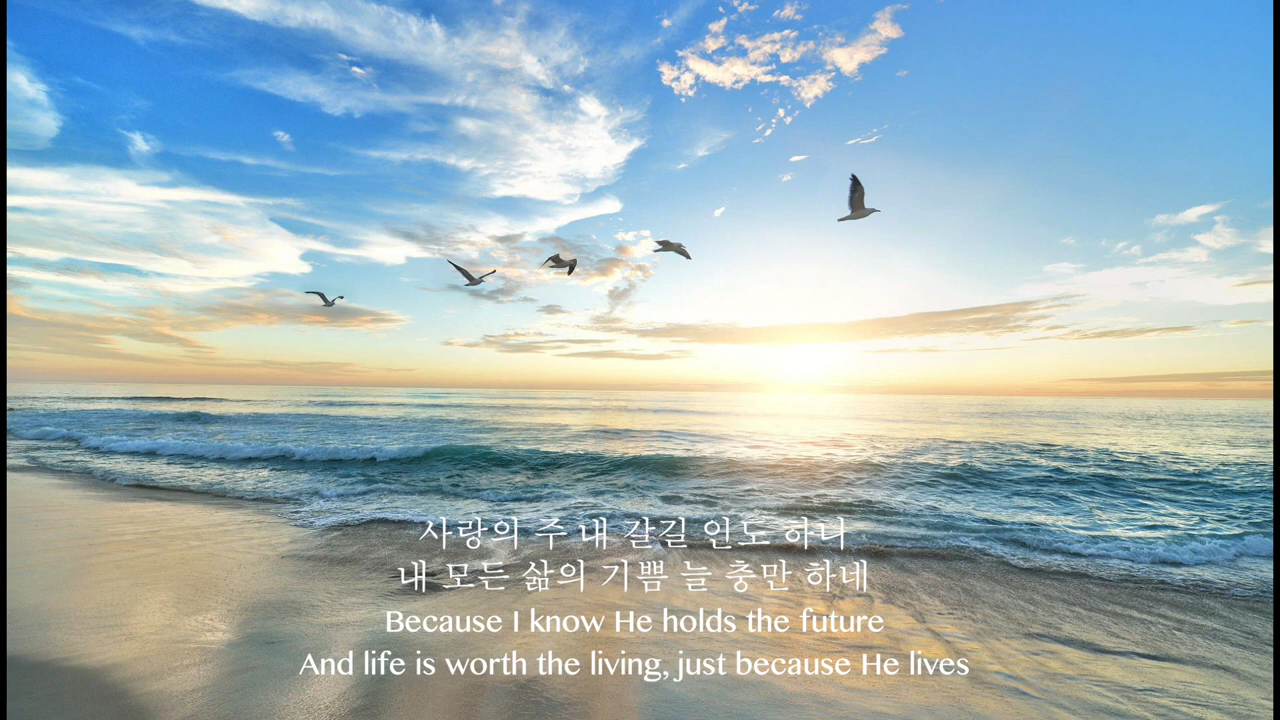 사랑의 주 내 갈길 인도 하니
내 모든 삶의 기쁨 늘 충만 하네
Because I know He holds the future
And life is worth the living, just because He lives